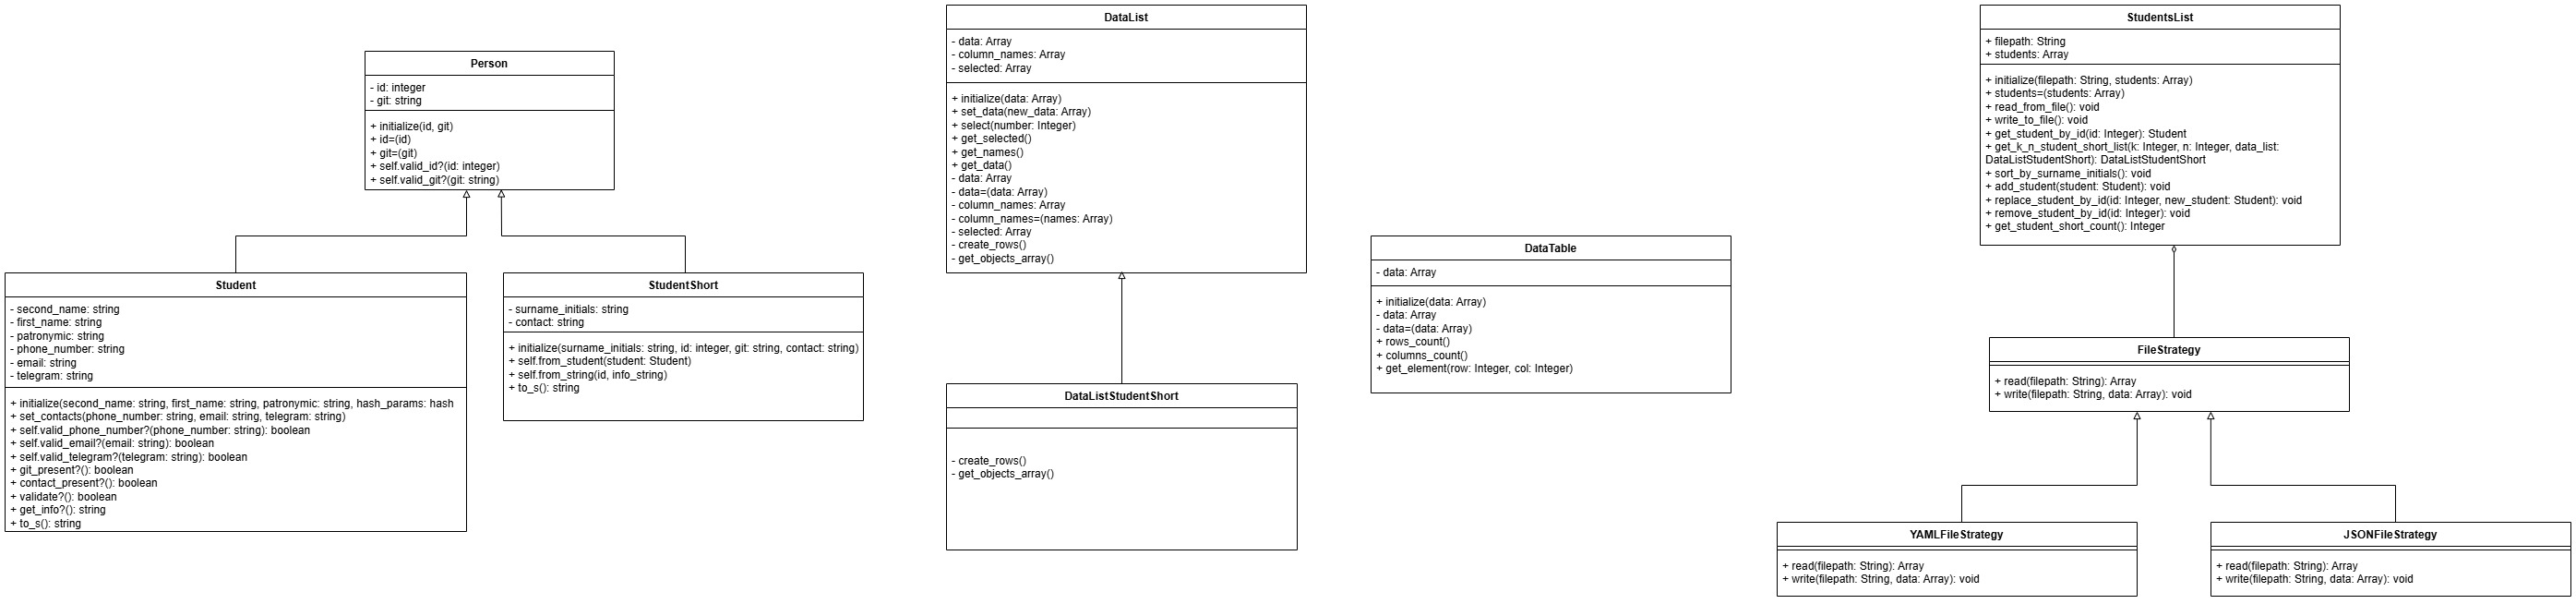 Person
- id: integer
- git: string
+ initialize(id, git)
+ id=(id)
+ git=(git)
+ self.valid_id?(id: integer)
+ self.valid_git?(git: string)
Student
- second_name: string
- first_name: string
- patronymic: string
- phone_number: string
- email: string
- telegram: string
+ initialize(second_name: string, first_name: string, patronymic: string, hash_params: hash
+ set_contacts(phone_number: string, email: string, telegram: string)
+ self.valid_phone_number?(phone_number: string): boolean
+ self.valid_email?(email: string): boolean
+ self.valid_telegram?(telegram: string): boolean
+ git_present?(): boolean
+ contact_present?(): boolean
+ validate?(): boolean
+ get_info?(): string
+ to_s(): string
StudentShort
- surname_initials: string
- contact: string
+ initialize(surname_initials: string, id: integer, git: string, contact: string)
+ self.from_student(student: Student)
+ self.from_string(id, info_string)
+ to_s(): string
DataList
- data: Array
- column_names: Array
- selected: Array
+ initialize(data: Array)
+ set_data(new_data: Array)
+ select(number: Integer)
+ get_selected()
+ get_names()
+ get_data()
- data: Array
- data=(data: Array)
- column_names: Array
- column_names=(names: Array)
- selected: Array
- create_rows()
- get_objects_array()
DataListStudentShort
- create_rows()
- get_objects_array()
DataTable
- data: Array
+ initialize(data: Array)
- data: Array
- data=(data: Array)
+ rows_count()
+ columns_count()
+ get_element(row: Integer, col: Integer)
StudentsList
+ filepath: String
+ students: Array
+ initialize(filepath: String, students: Array)
+ students=(students: Array)
+ read_from_file(): void
+ write_to_file(): void
+ get_student_by_id(id: Integer): Student
+ get_k_n_student_short_list(k: Integer, n: Integer, data_list:
DataListStudentShort): DataListStudentShort
+ sort_by_surname_initials(): void
+ add_student(student: Student): void
+ replace_student_by_id(id: Integer, new_student: Student): void
+ remove_student_by_id(id: Integer): void
+ get_student_short_count(): Integer
FileStrategy
+ read(filepath: String): Array
+ write(filepath: String, data: Array): void
YAMLFileStrategy
+ read(filepath: String): Array
+ write(filepath: String, data: Array): void
JSONFileStrategy
+ read(filepath: String): Array
+ write(filepath: String, data: Array): void